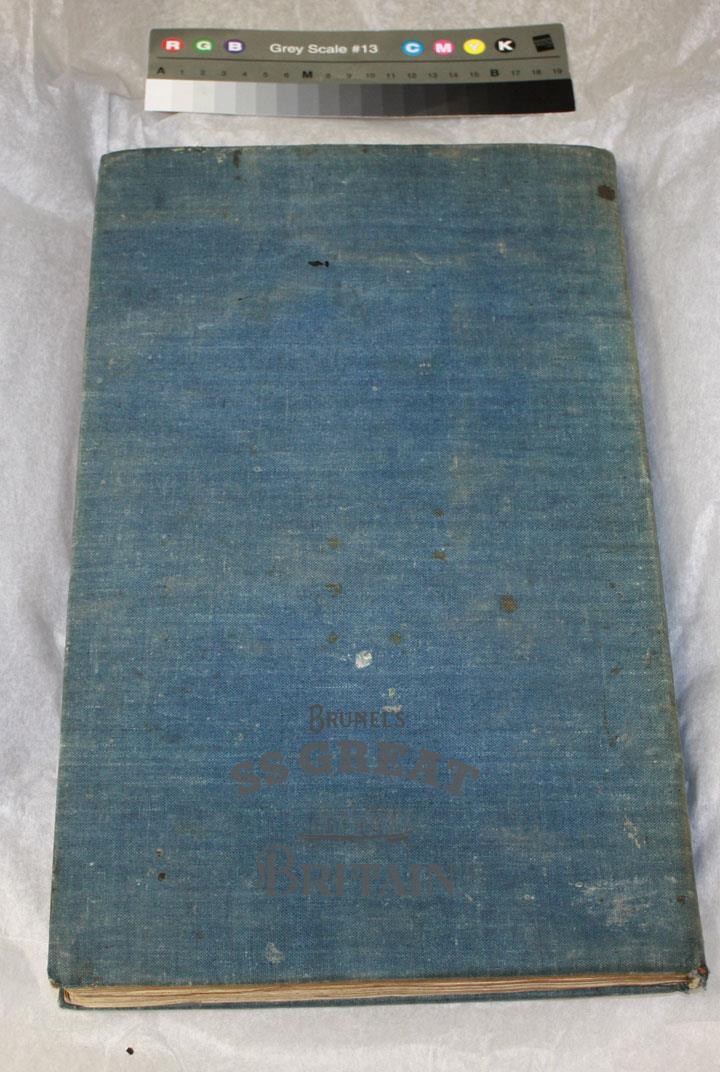 R G B Grey Scale #13 C M Y K
A 1 2 3 4 5 6 M 8 9 10 11 12 13 14 15 B 17 18 19
BRUNEL'S
SS GREAT
BRITAIN